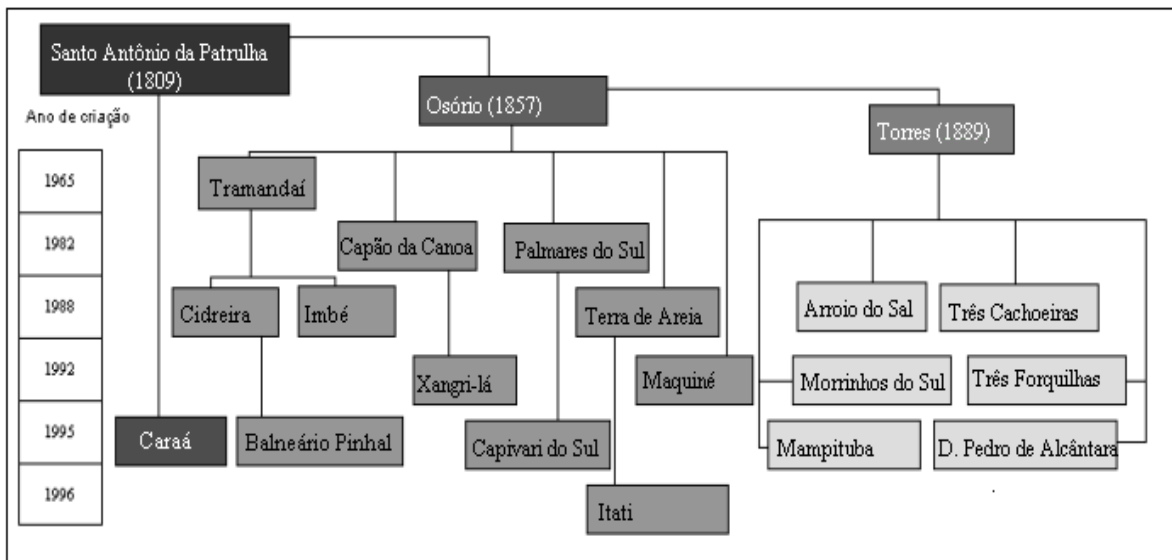 Santo Antônio da Patrulha
(1809)
Osório (1857)
Torres (1889)
Ano de criação
1965
1982
1988
1992
1995
1996
Tramandaí
Capão da Canoa
Palmares do Sul
Cidreira
Imbé
Terra de Areia
Arroio do Sal
Três Cachoeiras
Xangri-lá
Maquiné
Morrinhos do Sul
Três Forquilhas
Caraá
Balneário Pinhal
Capivari do Sul
Mampituba
D. Pedro de Alcântara
Itati